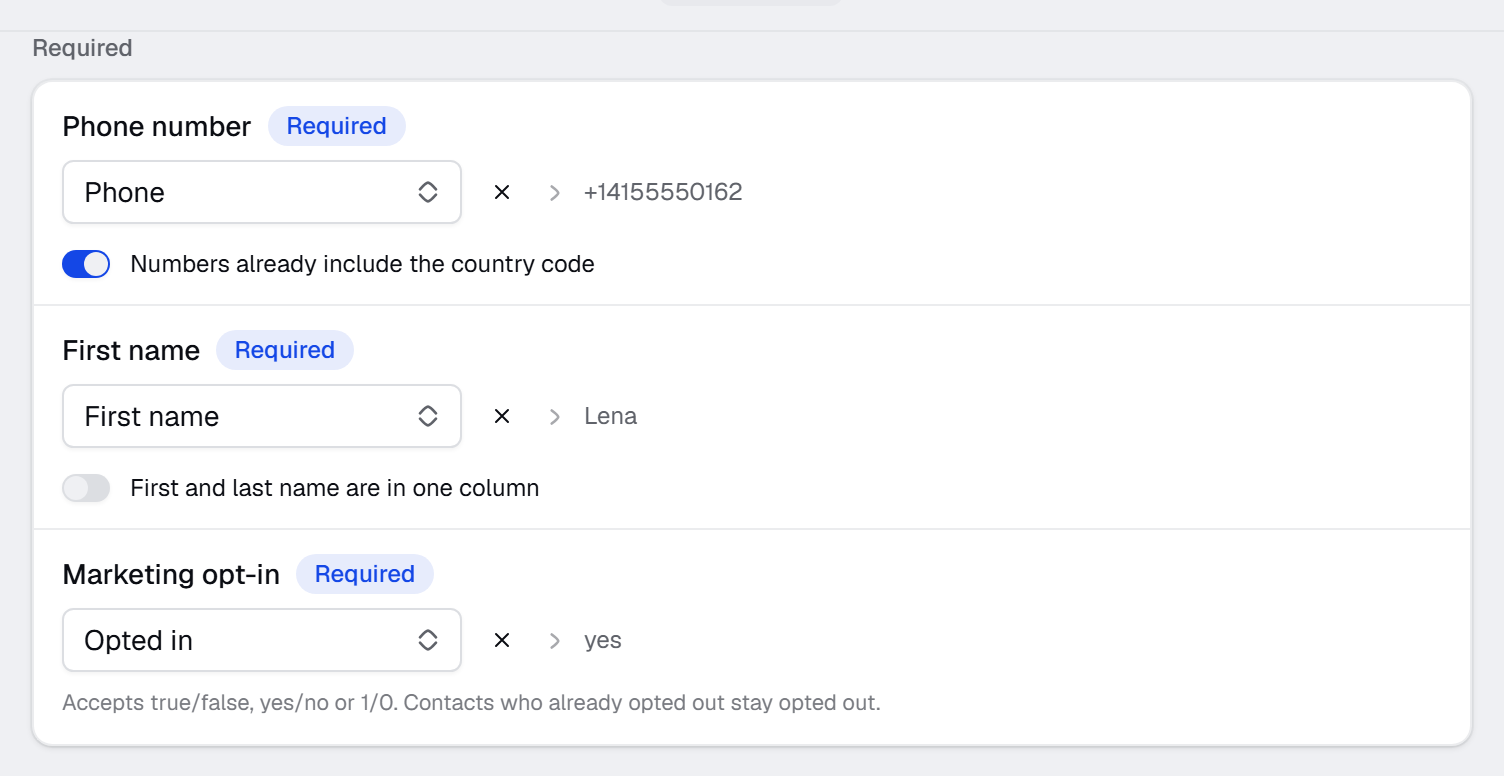 Required
Phone number Required
Phone +14155550162
Numbers already include the country code
First name Required
First name Lena
First and last name are in one column
Marketing opt-in Required
Opted in yes
Accepts true/false, yes/no or 1/0. Contacts who already opted out stay opted out.